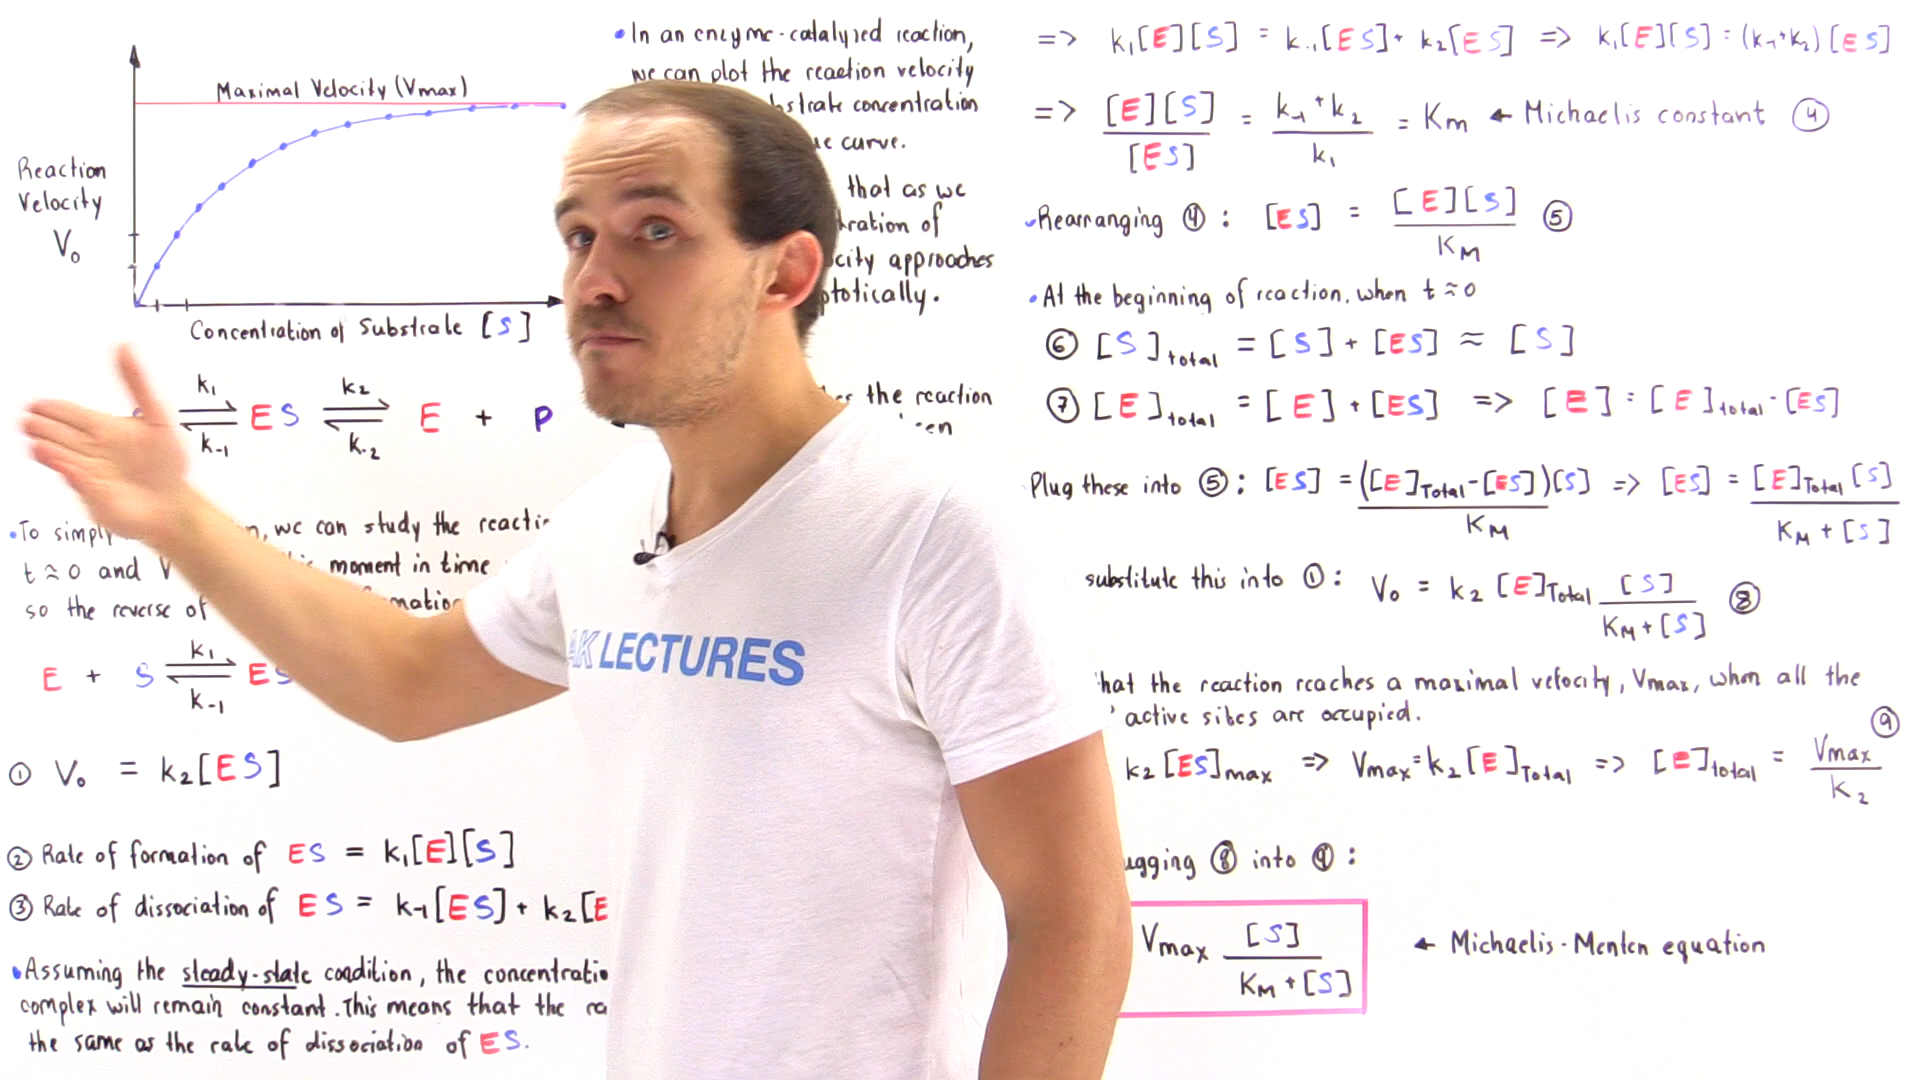 Maximal Velocity (Vmax)
Reaction
Velocity
V₀
Concentration of Substrate [S]
k₁ k₂
ES E + P
k₋₁ k₋₂
•To we can study the
t ≈ 0 and moment in time
so the reverse of
k₁
E + S ES
k₋₁
① V₀ = k₂[ES]
② Rate of formation of ES = k₁[E][S]
③ Rate of dissociation of ES = k₋₁[ES] + k₂[E
•Assuming the steady-state condition, the
complex will remain constant. This means that the
the same as the rate of dissociation of ES.
•In an enzyme-catalyzed reaction,
we can plot the reaction velocity
concentration
curve.
that as we
of
approaches
the reaction
AK LECTURES
=> k₁[E][S] = k₋₁[ES] + k₂[ES] => k₁[E][S] = (k₋₁+k₂)[ES]
=> [E][S]/[ES] = k₋₁+k₂/k₁ = Km ← Michaelis constant ④
Rearranging ④ : [ES] = [E][S]/KM ⑤
•At the beginning of reaction, when t ≈ 0
⑥ [S]total = [S] + [ES] ≈ [S]
⑦ [E]total = [E] + [ES] => [E] = [E]total - [ES]
Plug these into ⑤ : [ES] = ([E]Total - [ES])[S]/KM => [ES] = [E]Total [S]/KM + [S]
substitute this into ① : V₀ = k₂ [E]Total [S]/KM + [S] ⑧
that the reaction reaches a maximal velocity, Vmax, when all the
active sites are occupied.
k₂ [ES]max => Vmax = k₂ [E]Total => [E]total = Vmax/k₂ ⑨
⑧ into ⑨ :
Vmax [S]/KM + [S] ← Michaelis-Menten equation